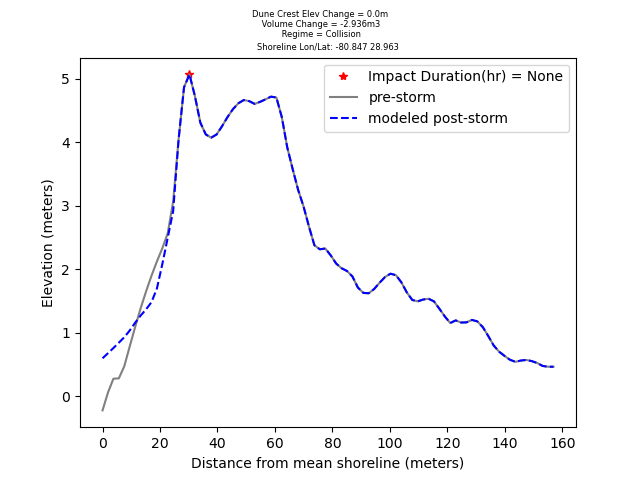 Dune Crest Elev Change = 0.0m
Volume Change = -2.936m3
Regime = Collision
Shoreline Lon/Lat: -80.847 28.963
Impact Duration(hr) = None
pre-storm
modeled post-storm
5
4
3
2
1
0
Elevation (meters)
0 20 40 60 80 100 120 140 160
Distance from mean shoreline (meters)